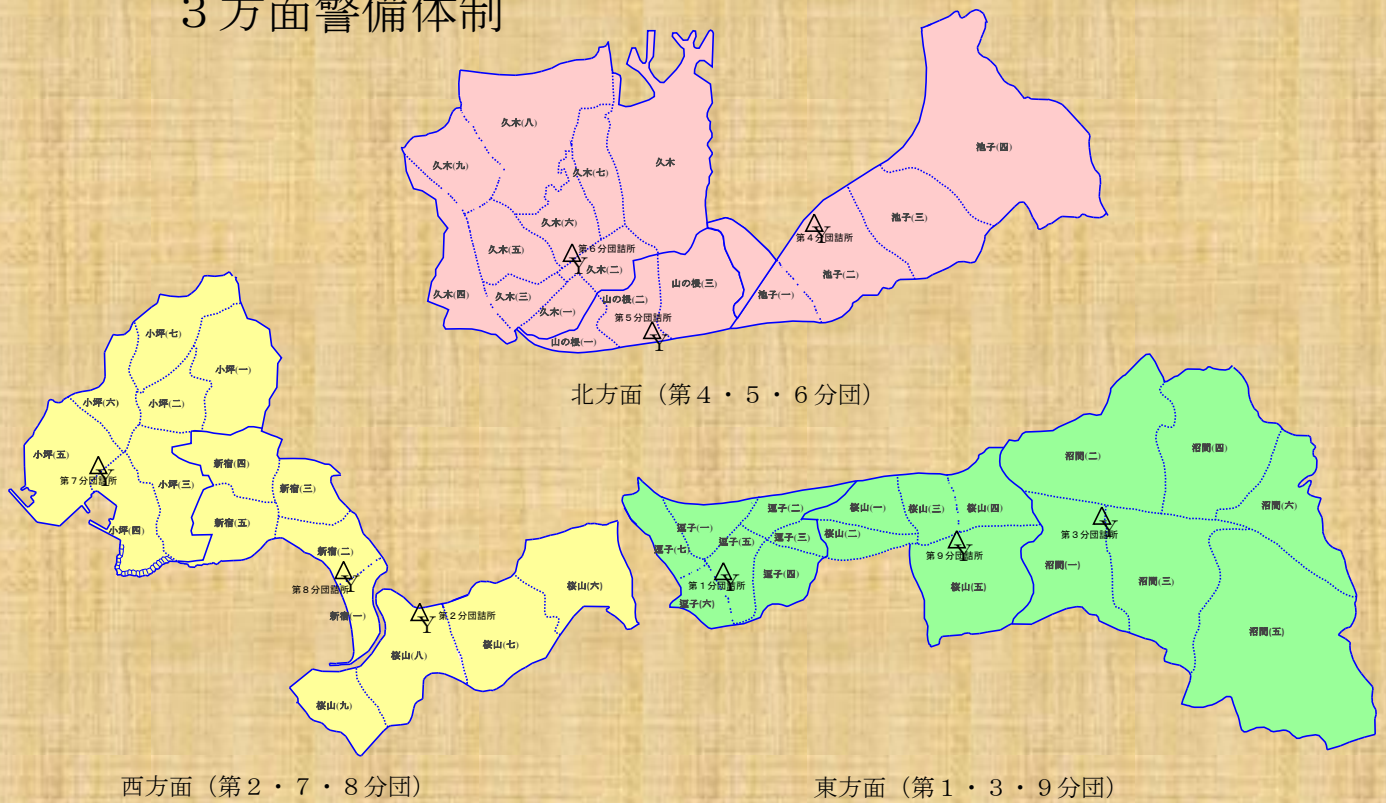 ３方面警備体制
久木(八)
久木(九)
久木(七)
久木
久木(六)
久木(五)
第６分団詰所
久木(二)
久木(四)
久木(三)
久木(一)
山の根(二)
山の根(三)
第５分団詰所
山の根(一)
池子(四)
池子(三)
第４分団詰所
池子(二)
池子(一)
北方面（第４・５・６分団）
小坪(七)
小坪(一)
小坪(六)
小坪(二)
小坪(五)
第７分団詰所
小坪(三)
小坪(四)
新宿(四)
新宿(三)
新宿(五)
新宿(二)
第８分団詰所
新宿(一)
第２分団詰所
桜山(六)
桜山(七)
桜山(八)
桜山(九)
西方面（第２・７・８分団）
逗子(一)
逗子(二)
逗子(七)
逗子(五)
逗子(三)
第１分団詰所
逗子(四)
逗子(六)
桜山(一)
桜山(二)
桜山(三)
桜山(四)
第９分団詰所
桜山(五)
沼間(二)
沼間(四)
沼間(六)
第３分団詰所
沼間(一)
沼間(三)
沼間(五)
東方面（第１・３・９分団）